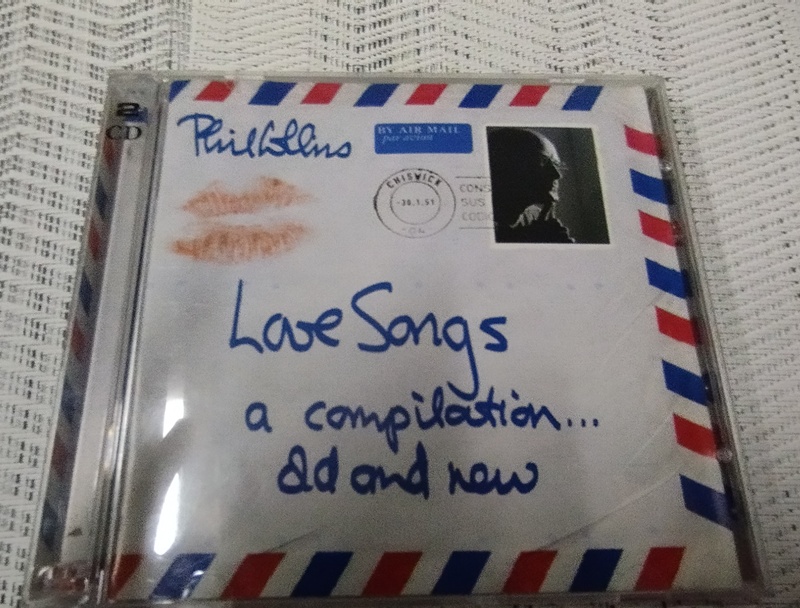 2
CD
Phil Collins
BY AIR MAIL
par avion
CHISWICK
-30.1.51
CONS
SUS
CODIC
Love Songs
a compilation...
old and new